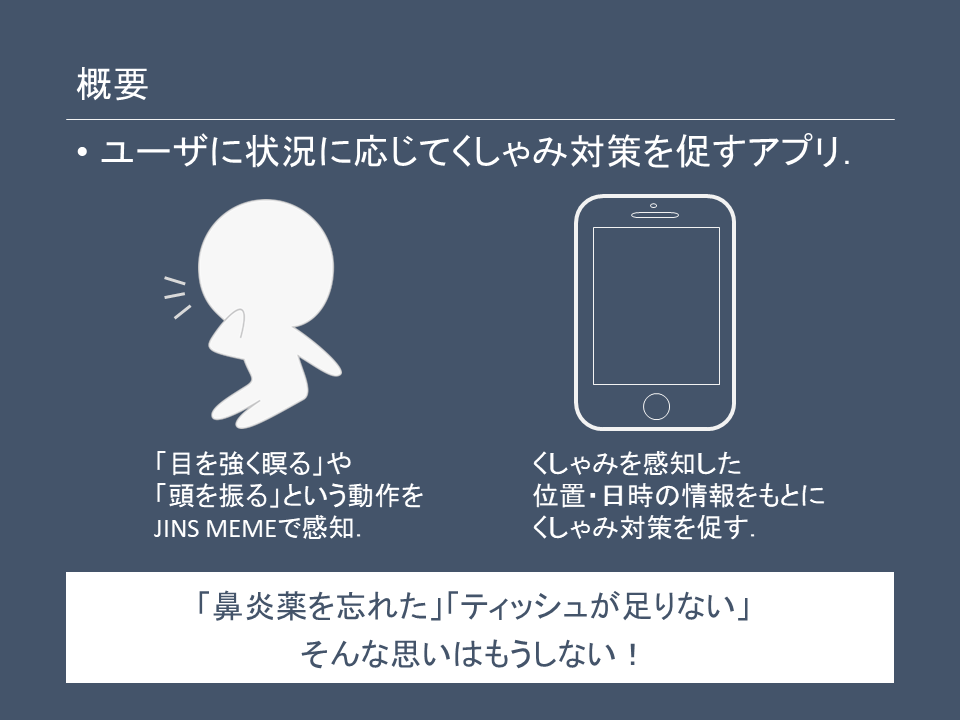 概要
• ユーザに状況に応じてくしゃみ対策を促すアプリ.
「目を強く瞑る」や
「頭を振る」という動作を
JINS MEMEで感知.
くしゃみを感知した
位置・日時の情報をもとに
くしゃみ対策を促す.
「鼻炎薬を忘れた」「ティッシュが足りない」
そんな思いはもうしない！